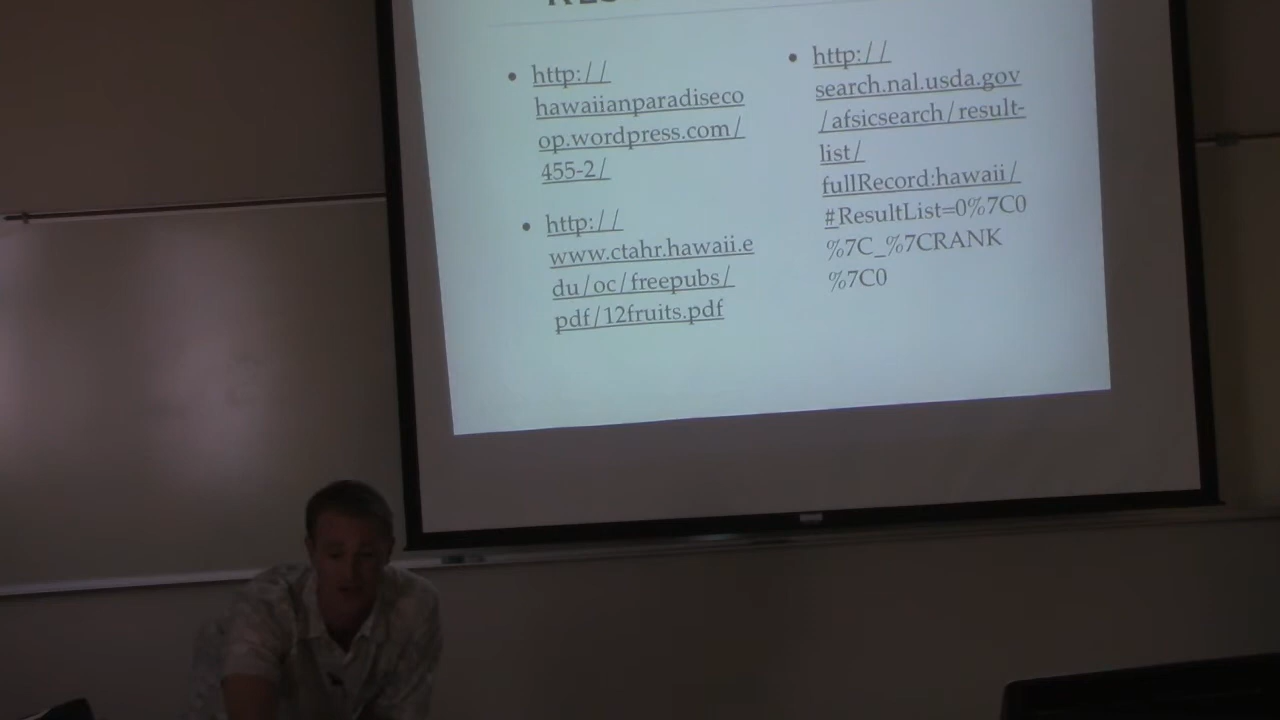 • http://
hawaiianparadiseco
op.wordpress.com/
455-2/
• http://
www.ctahr.hawaii.e
du/oc/freepubs/
pdf/12fruits.pdf
• http://
search.nal.usda.gov
/afsicsearch/result-
list/
fullRecord:hawaii/
#ResultList=0%7C0
%7C_%7CRANK
%7C0